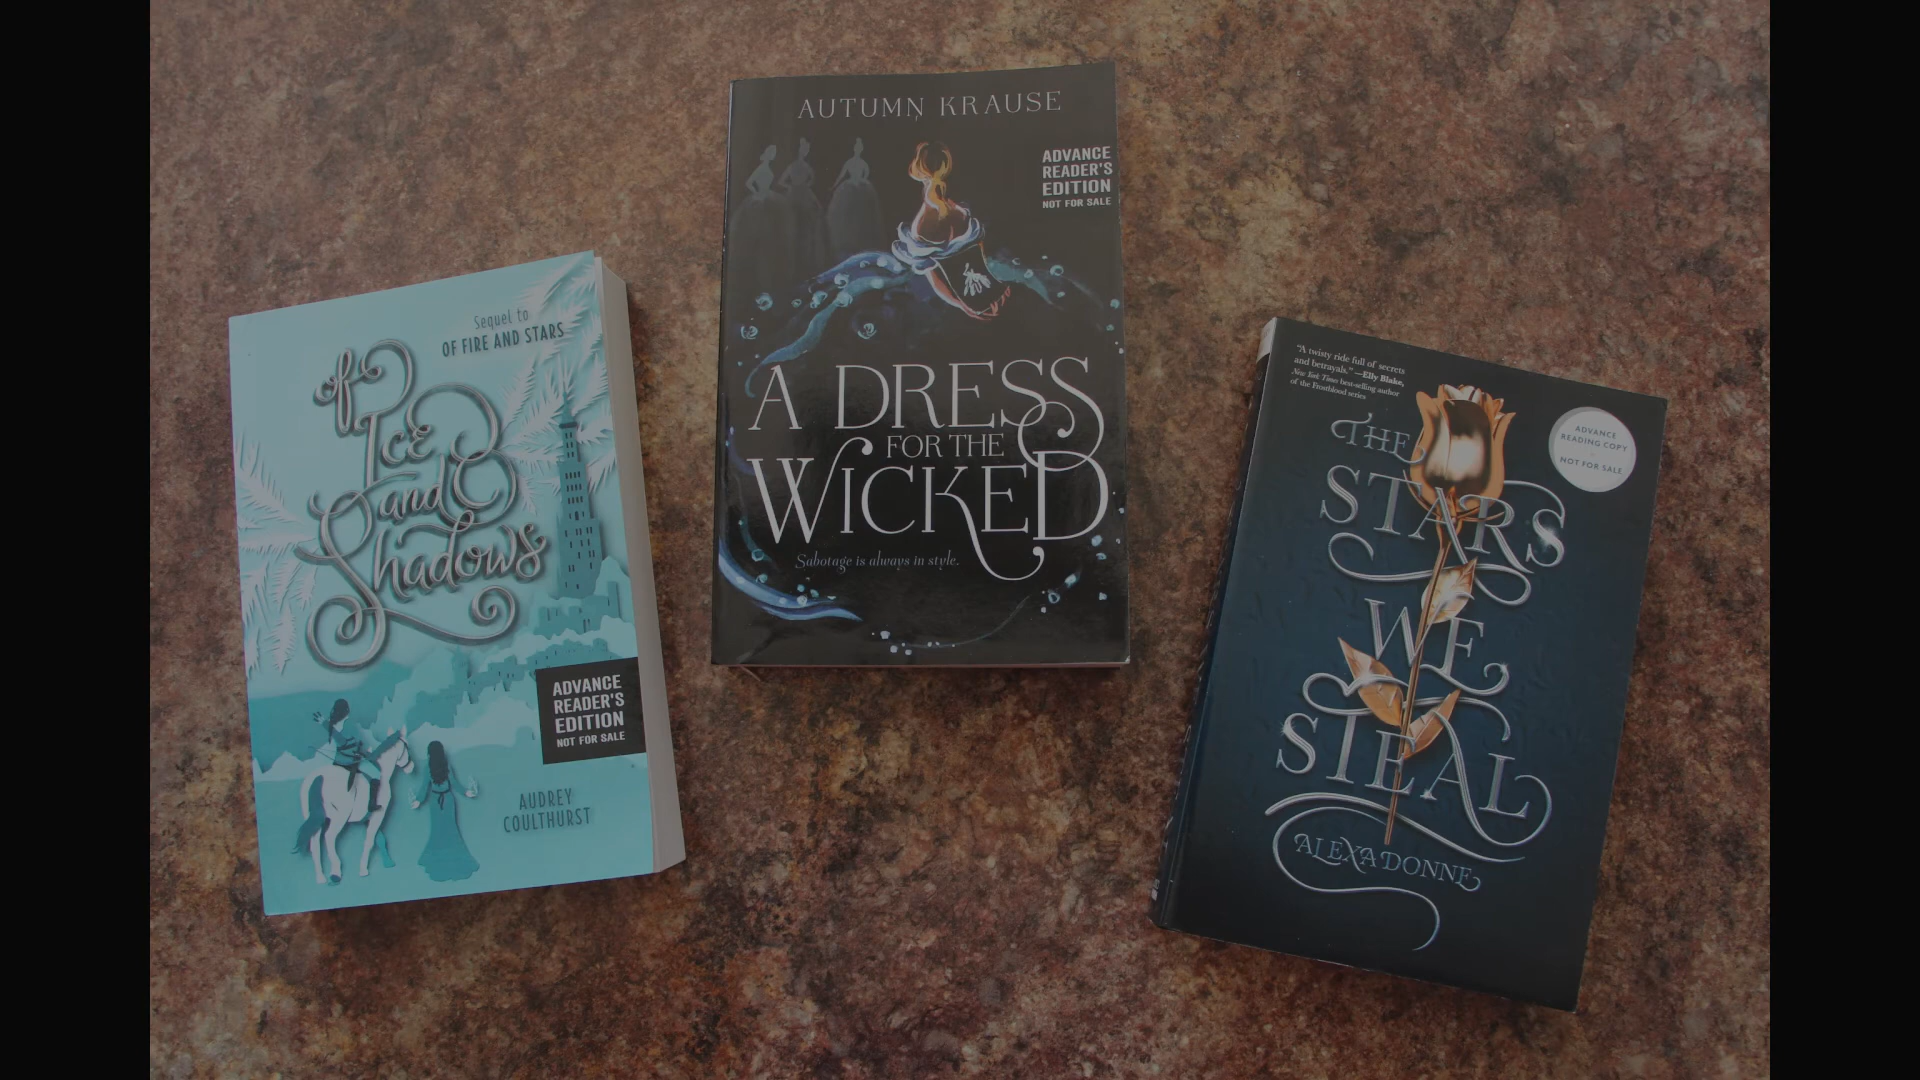 Sequel to
OF FIRE AND STARS
of
Ice
and
Shadows
ADVANCE
READER'S
EDITION
NOT FOR SALE
AUDREY
COULTHURST
AUTUMN KRAUSE
ADVANCE
READER'S
EDITION
NOT FOR SALE
A DRESS
FOR THE
WICKED
Sabotage is always in style.
"A twisty ride full of secrets
and betrayals." —Elly Blake,
New York Times best-selling author
of the Frostblood series
ADVANCE
READING COPY
NOT FOR SALE
THE
STARS
WE
STEAL
ALEXA DONNE